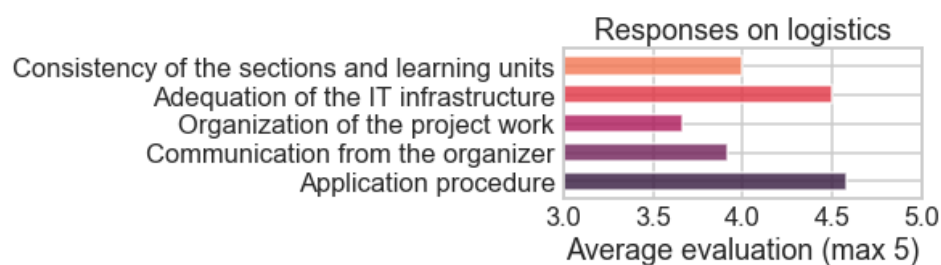 Responses on logistics
Consistency of the sections and learning units
Adequation of the IT infrastructure
Organization of the project work
Communication from the organizer
Application procedure
3.0 3.5 4.0 4.5 5.0
Average evaluation (max 5)